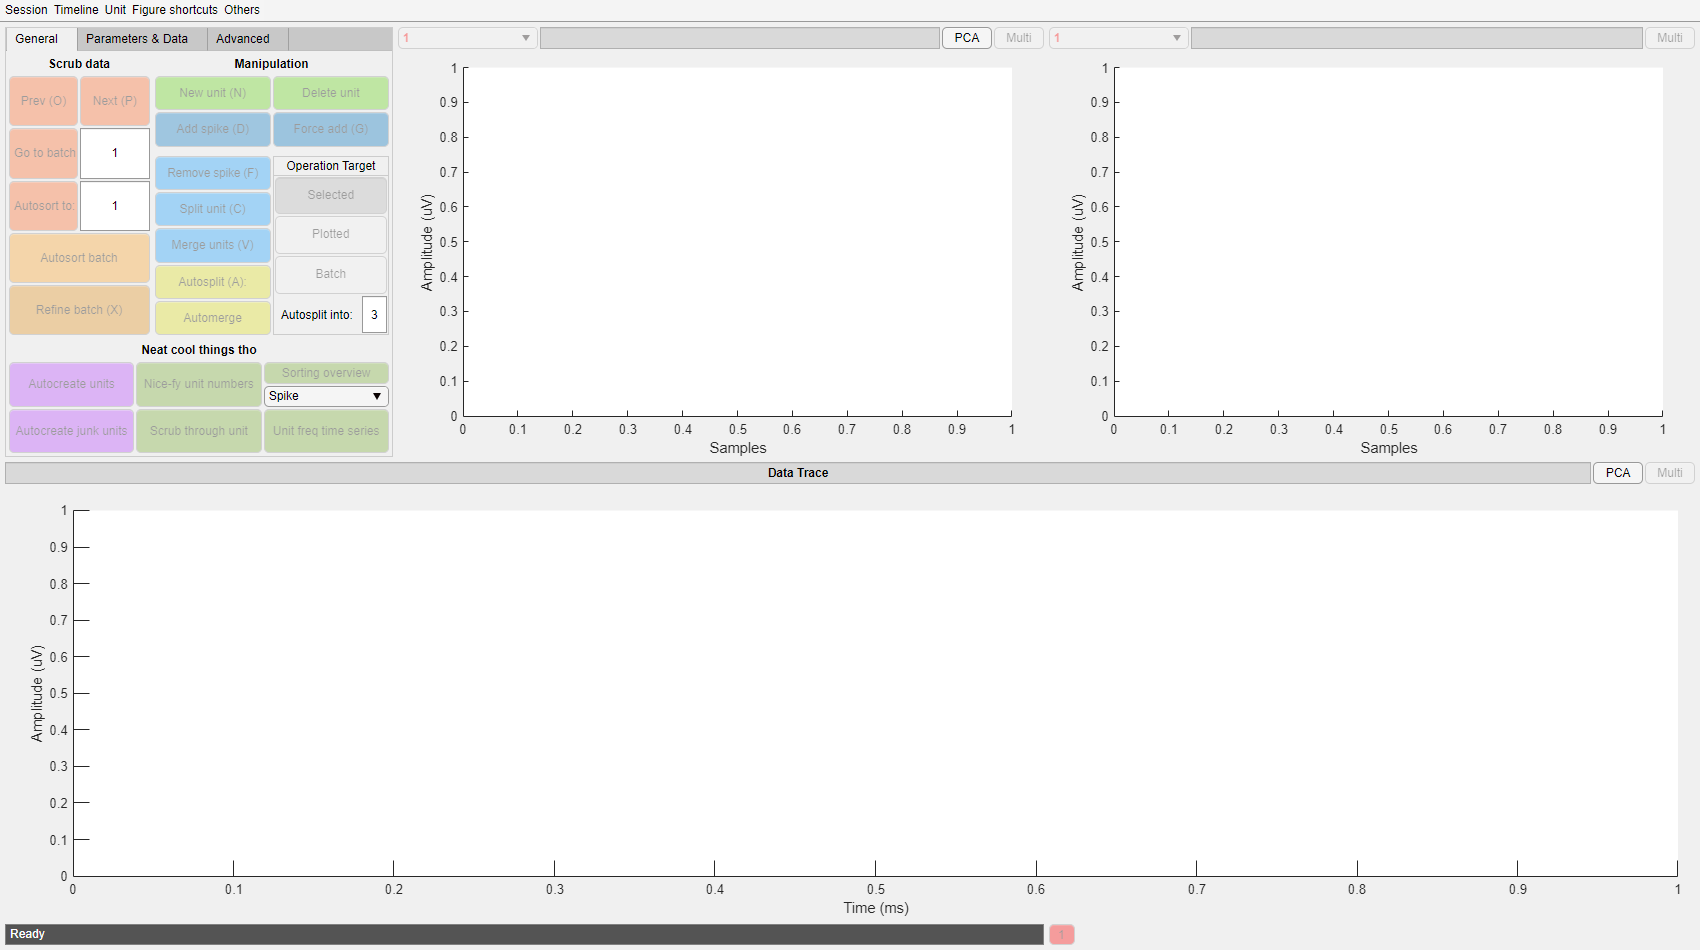 Session Timeline Unit Figure shortcuts Others
General Parameters & Data Advanced
1
PCA Multi
1
Multi
Scrub data
Prev (O) Next (P)
Go to batch 1
Autosort to: 1
Autosort batch
Refine batch (X)
Manipulation
New unit (N) Delete unit
Add spike (D) Force add (G)
Remove spike (F)
Split unit (C)
Merge units (V)
Autosplit (A):
Automerge
Operation Target
Selected
Plotted
Batch
Autosplit into: 3
Neat cool things tho
Autocreate units Nice-fy unit numbers Sorting overview
Spike
Autocreate junk units Scrub through unit Unit freq time series
1
0.9
0.8
0.7
0.6
0.5
0.4
0.3
0.2
0.1
0
Amplitude (uV)
0 0.1 0.2 0.3 0.4 0.5 0.6 0.7 0.8 0.9 1
Samples
1
0.9
0.8
0.7
0.6
0.5
0.4
0.3
0.2
0.1
0
Amplitude (uV)
0 0.1 0.2 0.3 0.4 0.5 0.6 0.7 0.8 0.9 1
Samples
Data Trace PCA Multi
1
0.9
0.8
0.7
0.6
0.5
0.4
0.3
0.2
0.1
0
Amplitude (uV)
0 0.1 0.2 0.3 0.4 0.5 0.6 0.7 0.8 0.9 1
Time (ms)
Ready 1